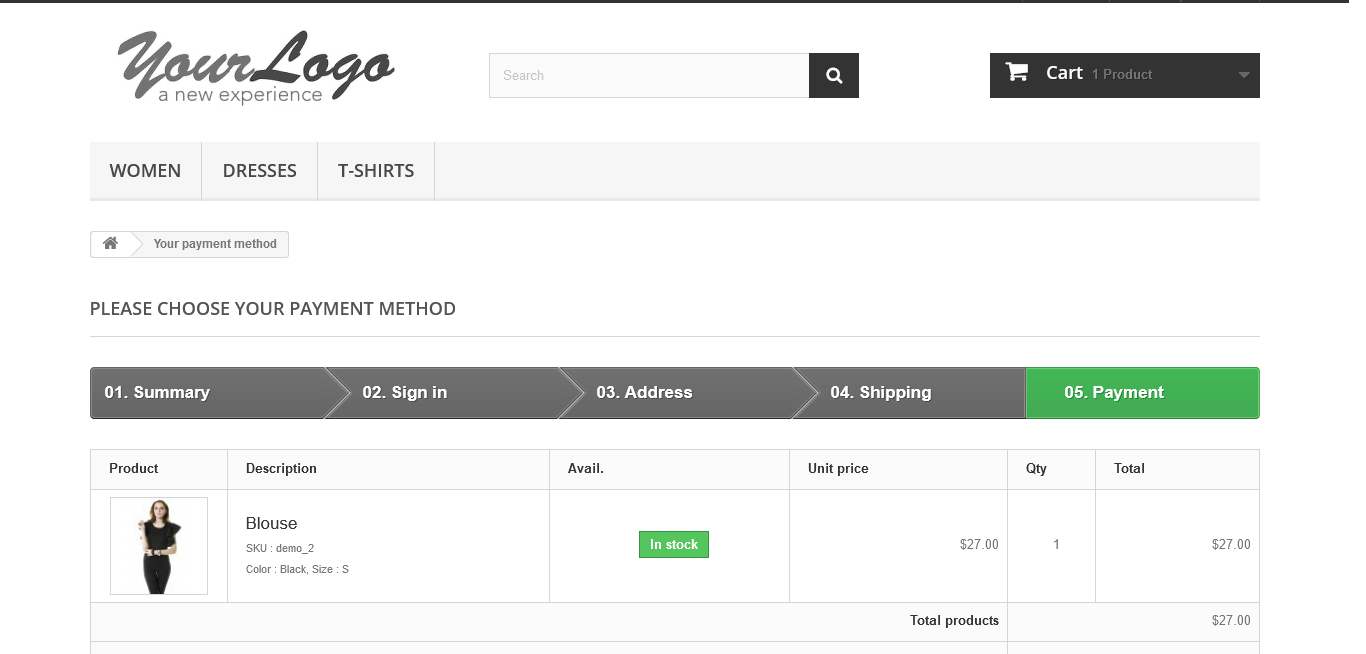 YourLogo
a new experience
Search
Cart 1 Product
WOMEN DRESSES T-SHIRTS
Your payment method
PLEASE CHOOSE YOUR PAYMENT METHOD
01. Summary 02. Sign in 03. Address 04. Shipping 05. Payment
Product Description Avail. Unit price Qty Total
Blouse
SKU : demo_2
Color : Black, Size : S
In stock $27.00 1 $27.00
Total products $27.00